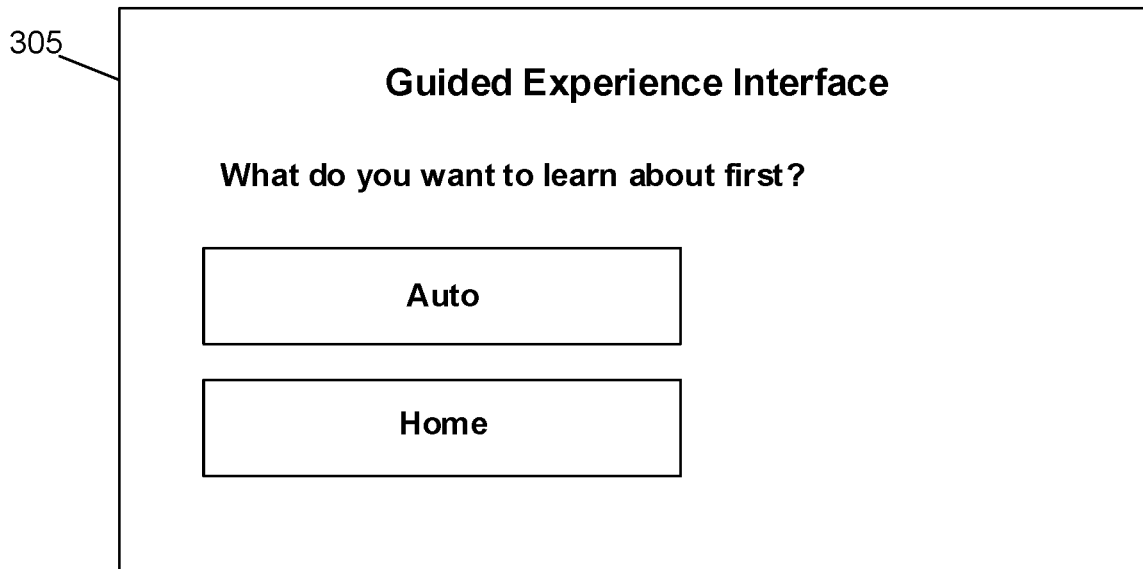 305
Guided Experience Interface
What do you want to learn about first?
Auto
Home